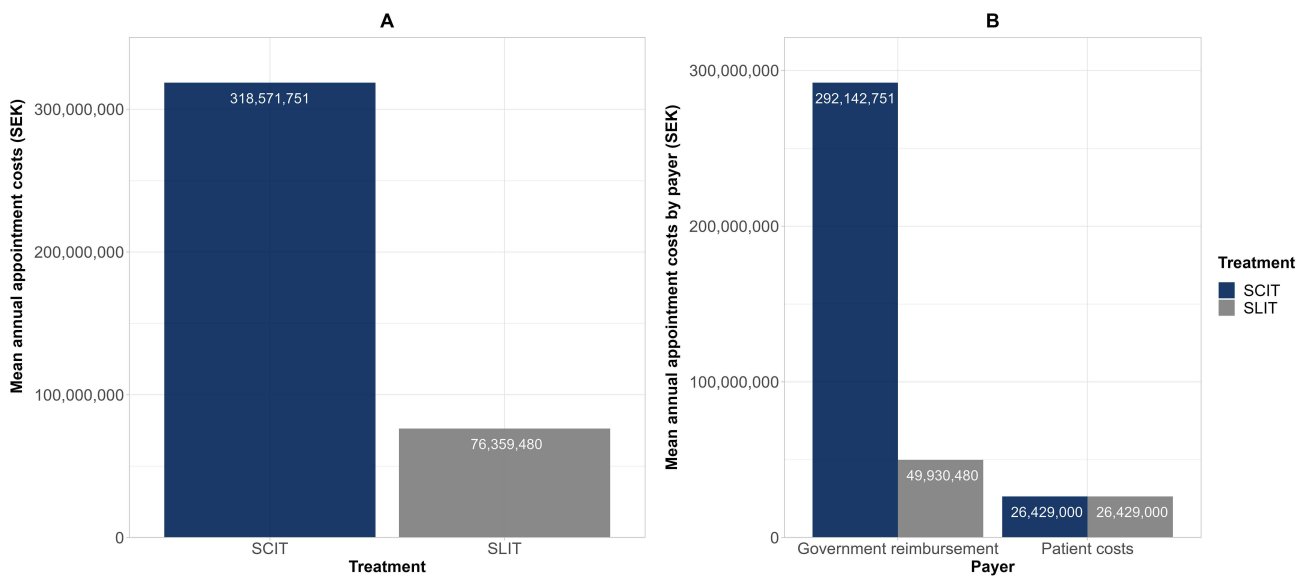 A
Mean annual appointment costs (SEK)
300,000,000
200,000,000
100,000,000
0
318,571,751
76,359,480
SCIT
SLIT
Treatment
B
Mean annual appointment costs by payer (SEK)
300,000,000
200,000,000
100,000,000
0
292,142,751
49,930,480
26,429,000
26,429,000
Government reimbursement
Patient costs
Payer
Treatment
SCIT
SLIT